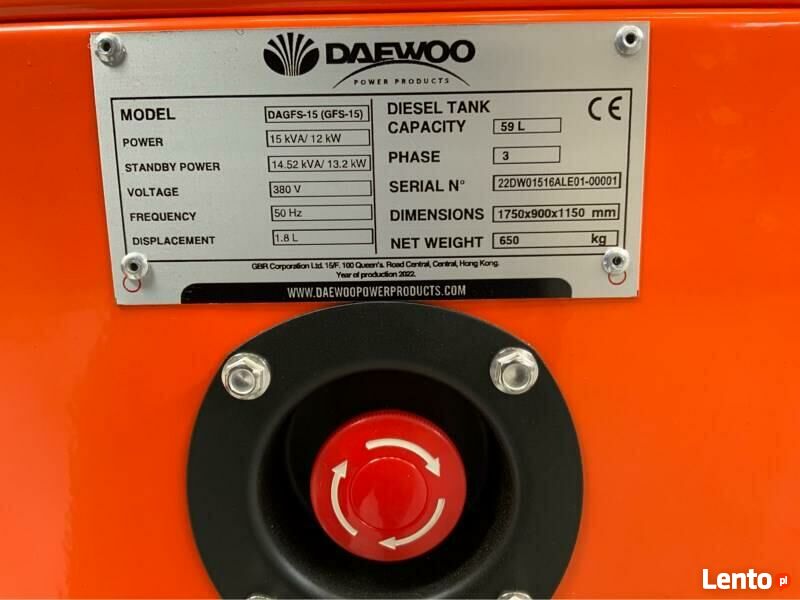 DAEWOO
POWER PRODUCTS
MODEL DAGFS-15 (GFS-15)
POWER 15 kVA/ 12 kW
STANDBY POWER 14.52 kVA/ 13.2 kW
VOLTAGE 380 V
FREQUENCY 50 Hz
DISPLACEMENT 1.8 L
DIESEL TANK
CAPACITY 59 L
CE
PHASE 3
SERIAL N° 22DW01516ALE01-00001
DIMENSIONS 1750x900x1150 mm
NET WEIGHT 650 kg
GBR Corporation Ltd. 15/F. 100 Queen's. Road Central, Central, Hong Kong.
Year of production 2022.
WWW.DAEWOOPOWERPRODUCTS.COM
Lento.pl